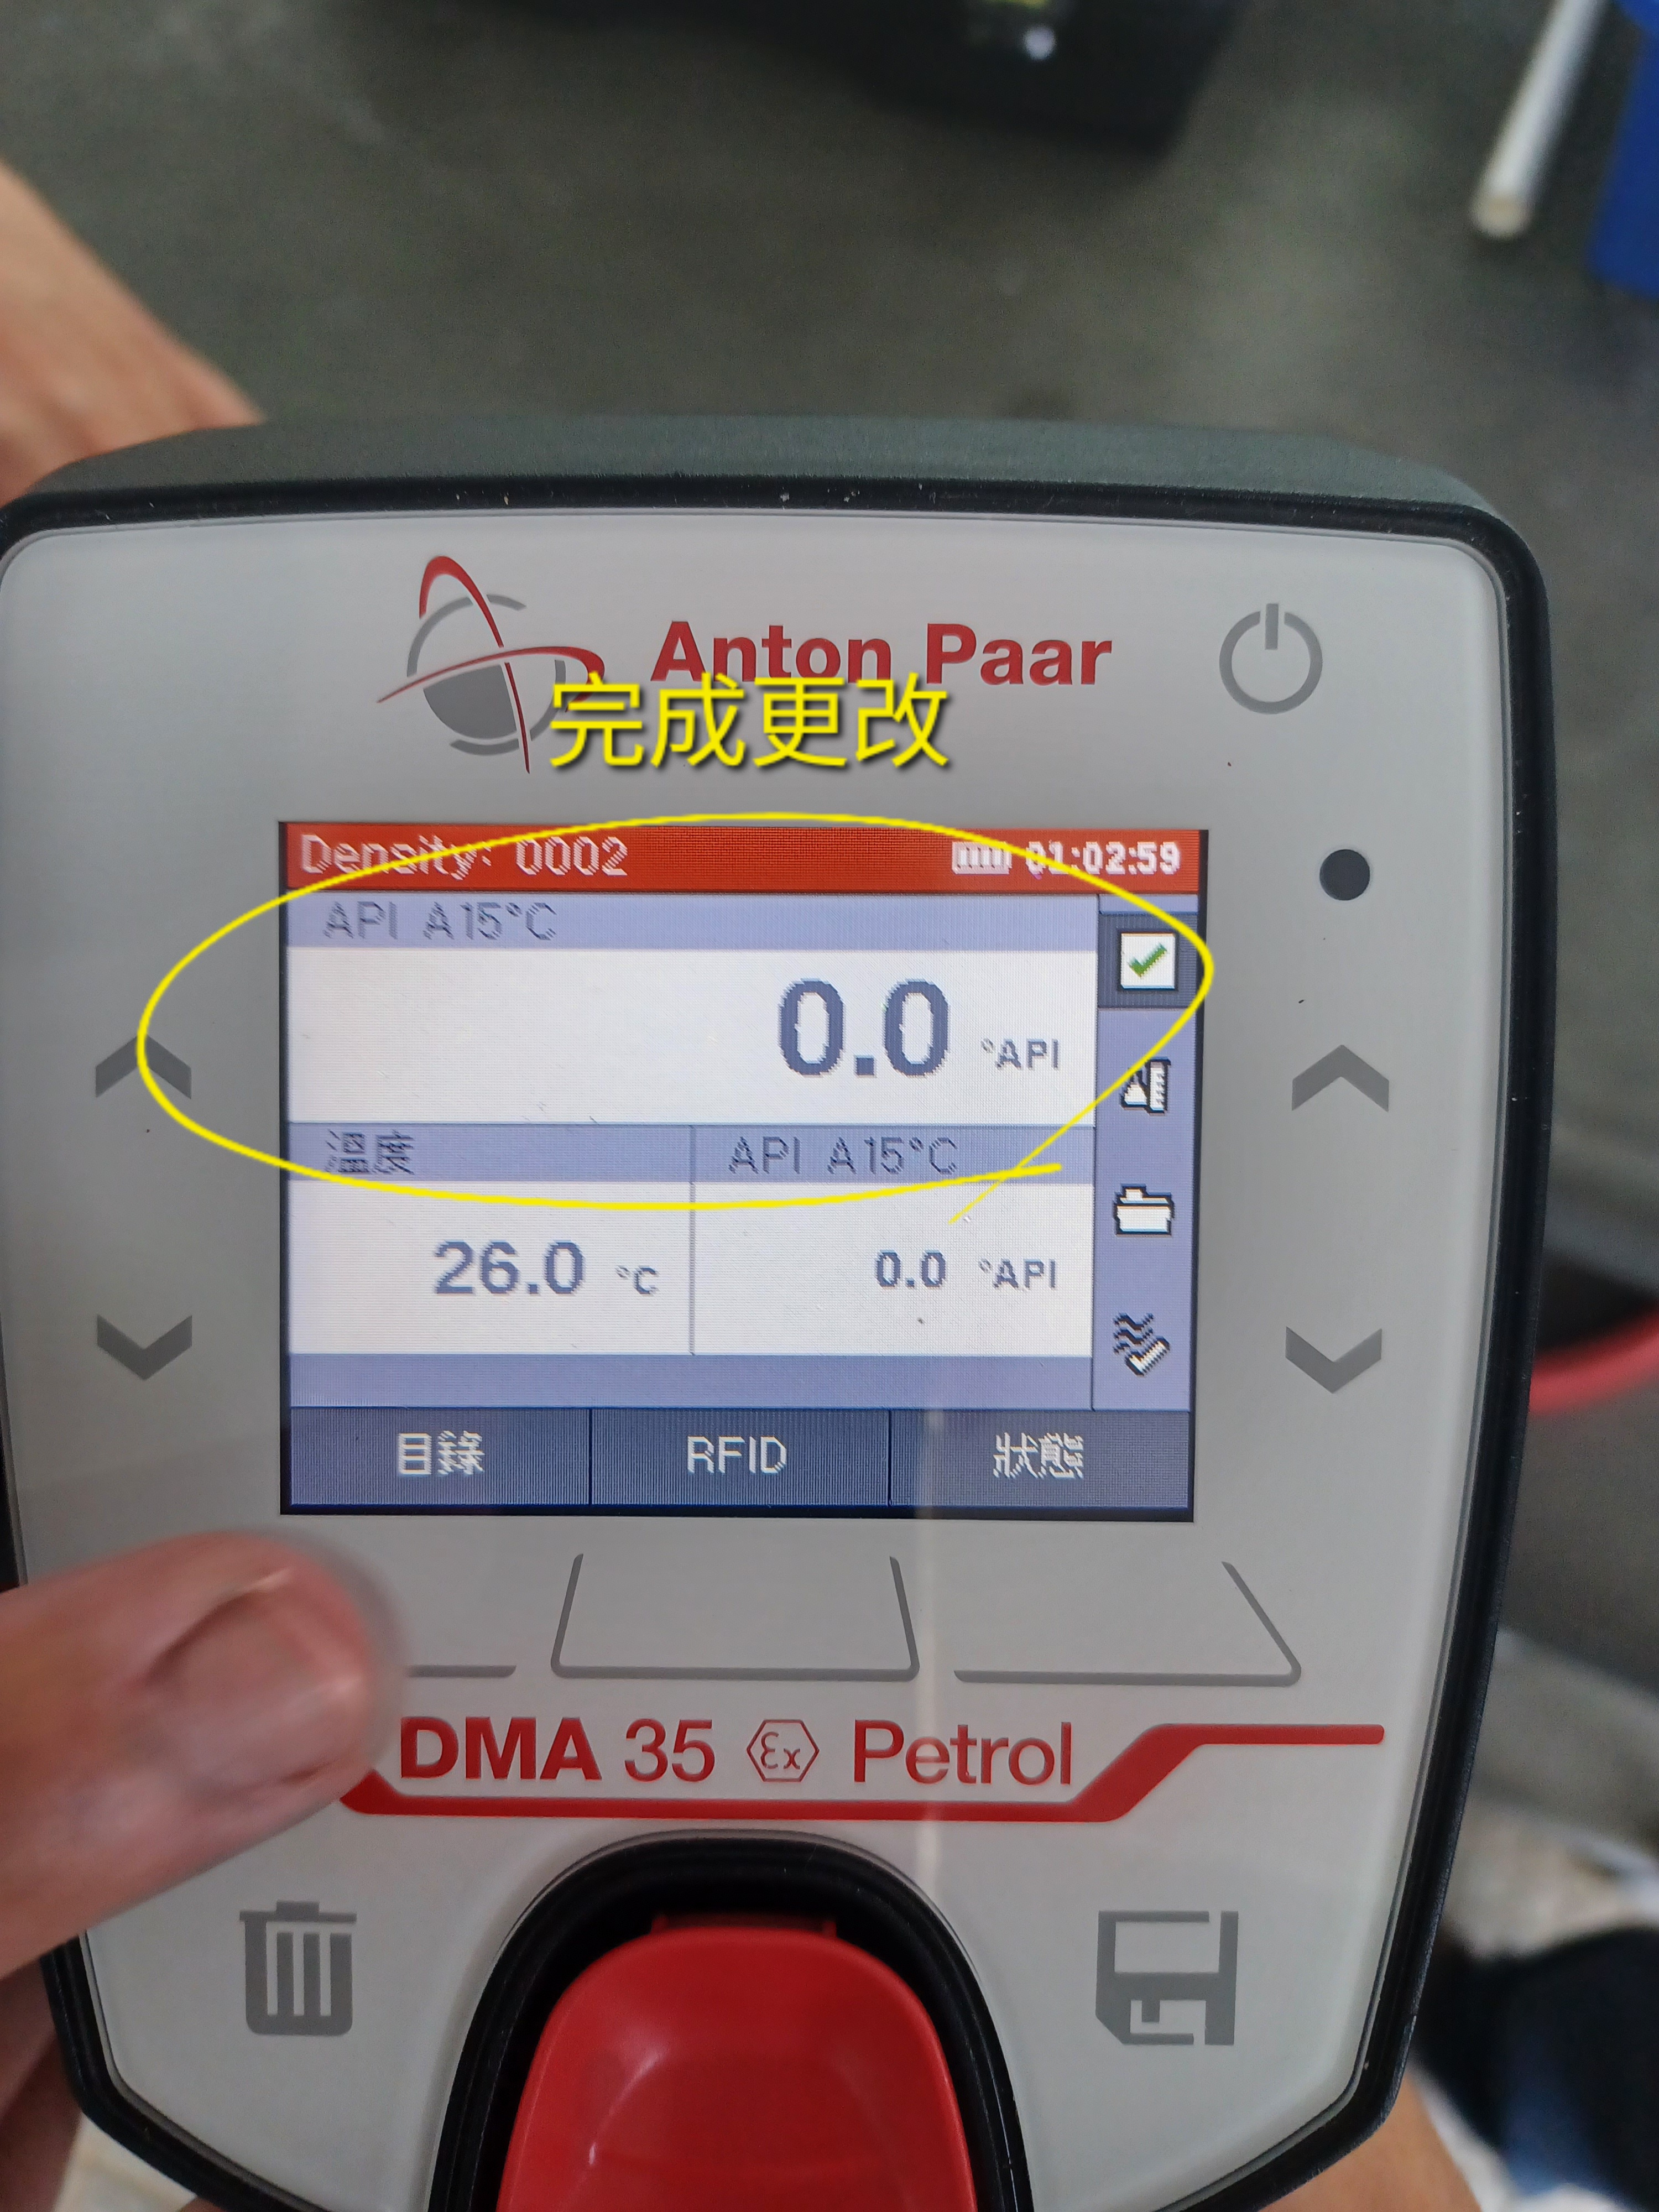 Anton Paar
完成更改
Density: 0002 01:02:59
API A15°C
0.0 °API
溫度 API A15°C
26.0 °C 0.0 °API
目錄 RFID 狀態
DMA 35 Ex Petrol